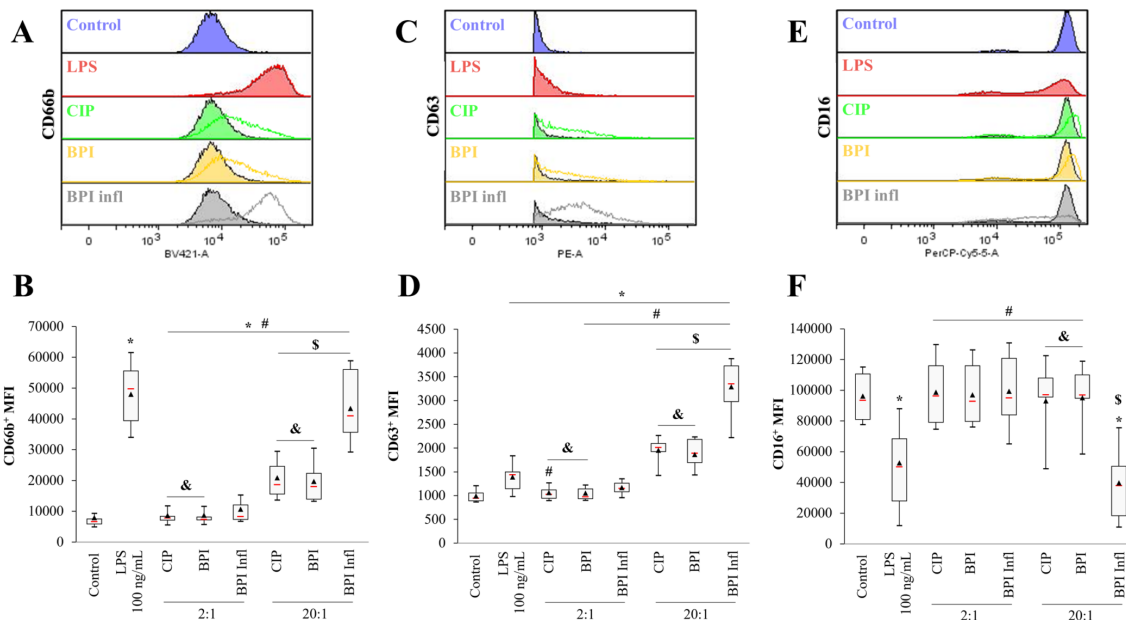 A
CD66b
Control
LPS
CIP
BPI
BPI infl
0
10³
10⁴
10⁵
BV421-A
C
CD63
Control
LPS
CIP
BPI
BPI infl
0
10³
10⁴
10⁵
PE-A
E
CD16
Control
LPS
CIP
BPI
BPI infl
0
10³
10⁴
10⁵
PerCP-Cy5-5-A
B
CD66b⁺ MFI
70000
60000
50000
40000
30000
20000
10000
0
*
* #
$
&
&
Control
LPS
100 ng/mL
CIP
BPI
BPI Infl
CIP
BPI
BPI Infl
2:1
20:1
D
CD63⁺ MFI
4500
4000
3500
3000
2500
2000
1500
1000
500
0
*
#
$
&
&
#
Control
LPS
100 ng/mL
CIP
BPI
BPI Infl
CIP
BPI
BPI Infl
2:1
20:1
F
CD16⁺ MFI
140000
120000
100000
80000
60000
40000
20000
0
#
&
*
$
*
Control
LPS
100 ng/mL
CIP
BPI
BPI Infl
CIP
BPI
BPI Infl
2:1
20:1